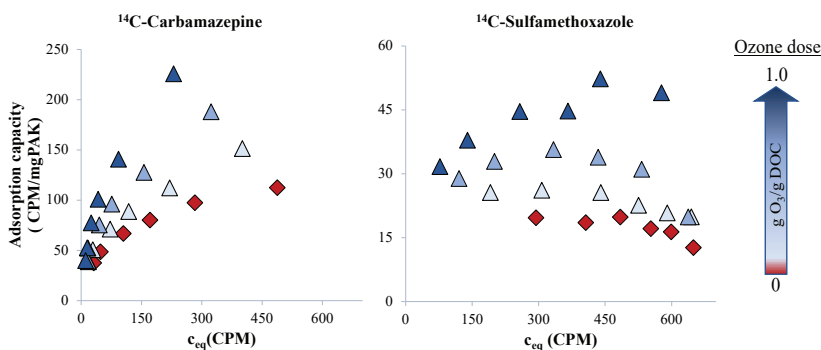 ¹⁴C-Carbamazepine
Adsorption capacity
( CPM/mgPAK)
250
200
150
100
50
0
0 150 300 450 600
c_eq(CPM)
¹⁴C-Sulfamethoxazole
60
45
30
15
0
0 150 300 450 600
c_eq(CPM)
Ozone dose
1.0
g O₃/g DOC
0